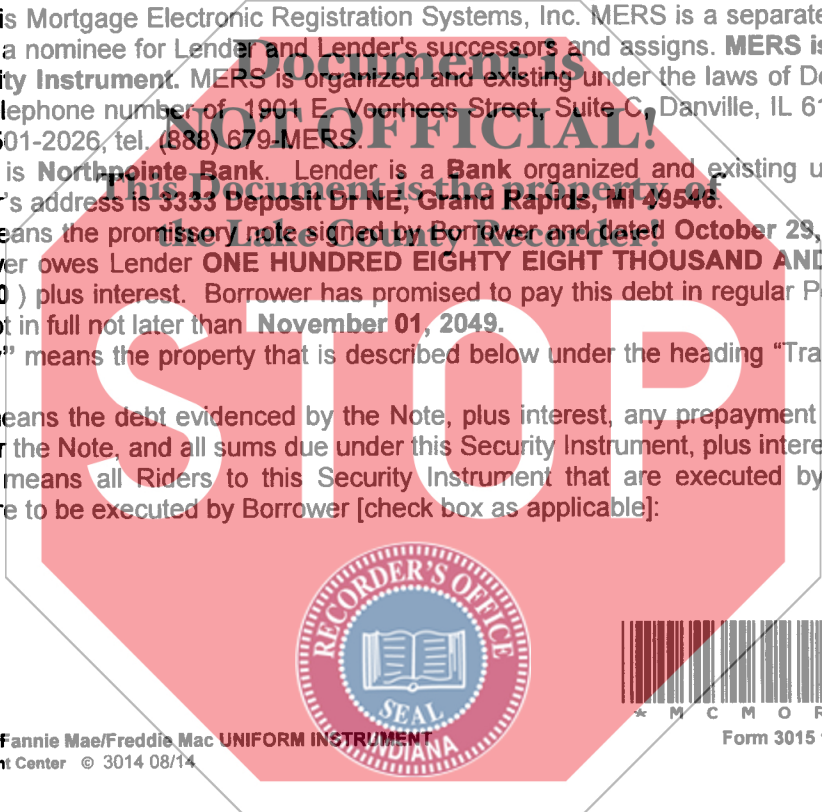 is Mortgage Electronic Registration Systems, Inc. MERS is a separate
a nominee for Lender and Lender's successors and assigns. MERS is
ity Instrument. MERS is organized and existing under the laws of De
lephone number of 1901 E. Voorhees Street, Suite C, Danville, IL 61
501-2026, tel. (888) 679-MERS.
is Northpointe Bank. Lender is a Bank organized and existing u
r's address is 3333 Deposit Dr NE, Grand Rapids, MI 49546.
eans the promissory note signed by Borrower and dated October 29,
er owes Lender ONE HUNDRED EIGHTY EIGHT THOUSAND AND
0 ) plus interest. Borrower has promised to pay this debt in regular P
t in full not later than November 01, 2049.
" means the property that is described below under the heading “Tra
eans the debt evidenced by the Note, plus interest, any prepayment
r the Note, and all sums due under this Security Instrument, plus intere
means all Riders to this Security Instrument that are executed by
e to be executed by Borrower [check box as applicable]:
Document is
NOT OFFICIAL!
This Document is the property of
the Lake County Recorder!
STOP
RECORDER'S OFFICE
SEAL
INDIANA
* M C M O R
Fannie Mae/Freddie Mac UNIFORM INSTRUMENT
Form 3015
nt Center © 3014 08/14